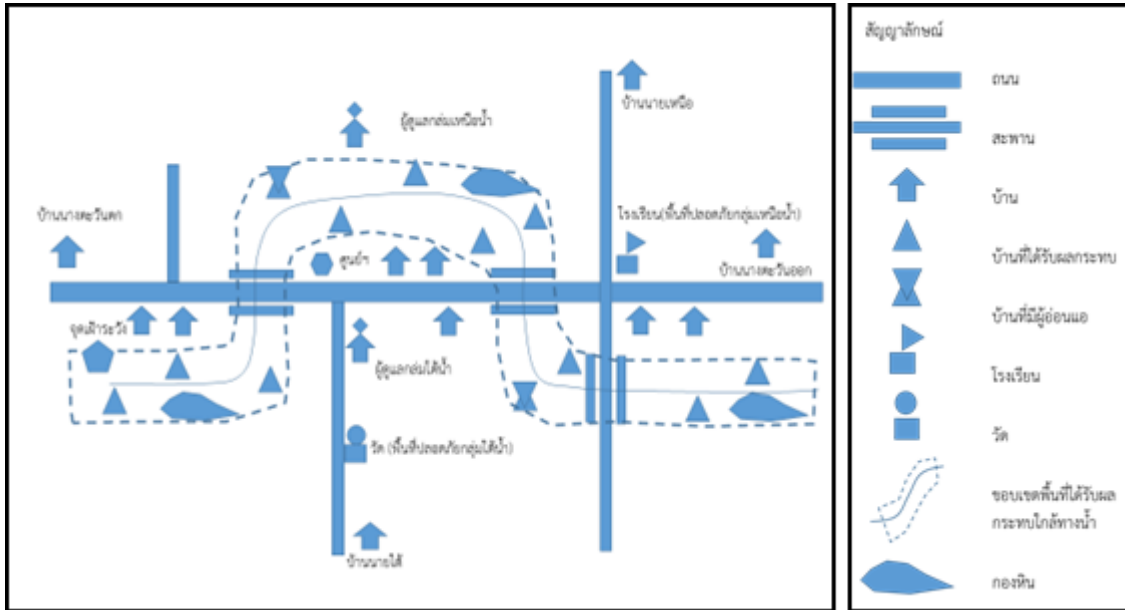 บ้านนายเหนือ
ผู้ดูแลกลุ่มเหนือน้ำ
บ้านนางตะวันตก
โรงเรียน(พื้นที่ปลอดภัยกลุ่มเหนือน้ำ)
ศูนย์ฯ
บ้านนางตะวันออก
จุดเฝ้าระวัง
ผู้ดูแลกลุ่มใต้น้ำ
วัด (พื้นที่ปลอดภัยกลุ่มใต้น้ำ)
บ้านนายใต้
สัญญาลักษณ์
ถนน
สะพาน
บ้าน
บ้านที่ได้รับผลกระทบ
บ้านที่มีผู้อ่อนแอ
โรงเรียน
วัด
ขอบเขตพื้นที่ได้รับผล
กระทบใกล้ทางน้ำ
กองหิน